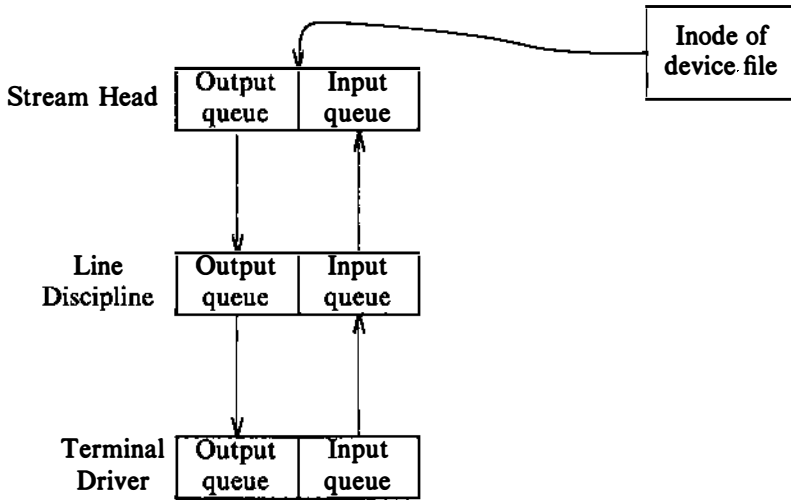 Inode of
device file
Stream Head
Output
queue
Input
queue
Line
Discipline
Output
queue
Input
queue
Terminal
Driver
Output
queue
Input
queue